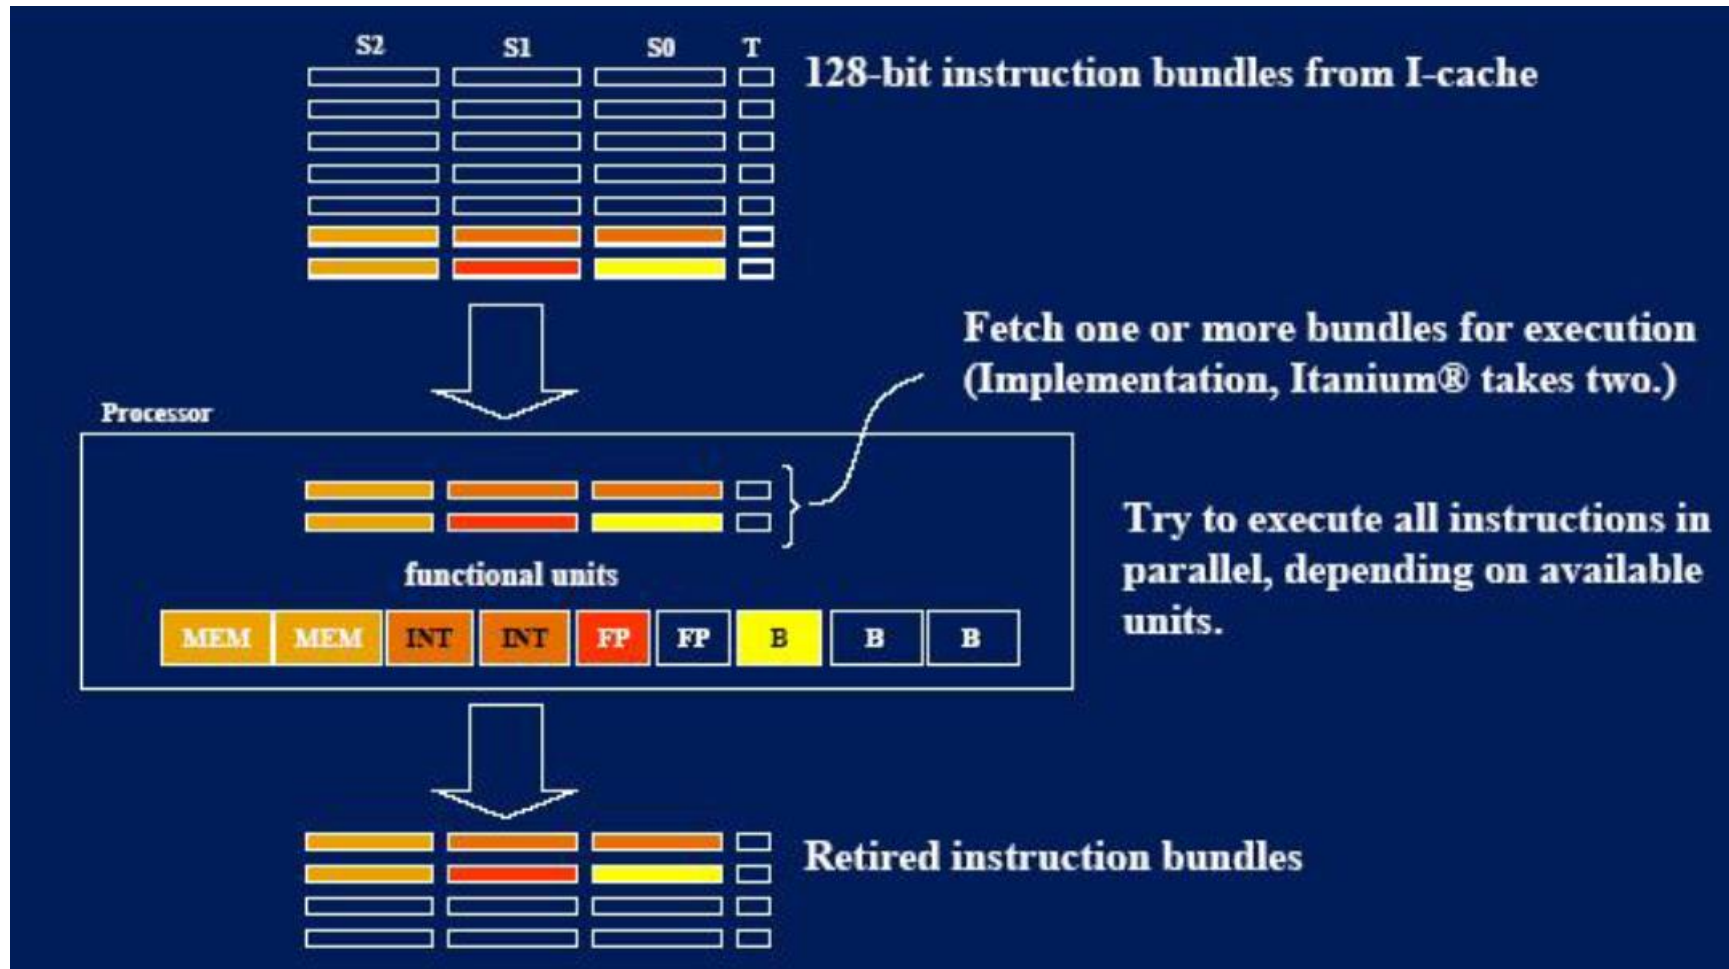 S2 S1 S0 T
128-bit instruction bundles from I-cache
Fetch one or more bundles for execution
(Implementation, Itanium® takes two.)
Processor
Try to execute all instructions in
parallel, depending on available
units.
functional units
MEM MEM INT INT FP FP B B B
Retired instruction bundles